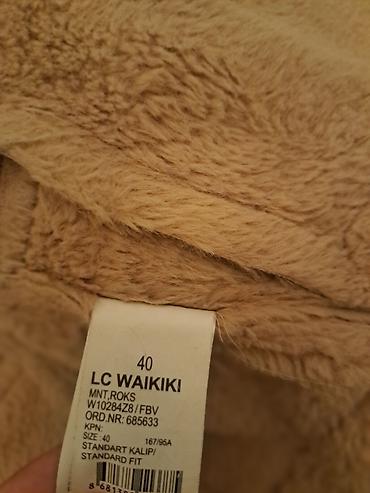 40
LC WAIKIKI
MNT,ROKS
W10284Z8/FBV
ORD.NR: 685633
KPN:
SIZE: 40 167/95A
STANDART KALIP/
STANDARD FIT